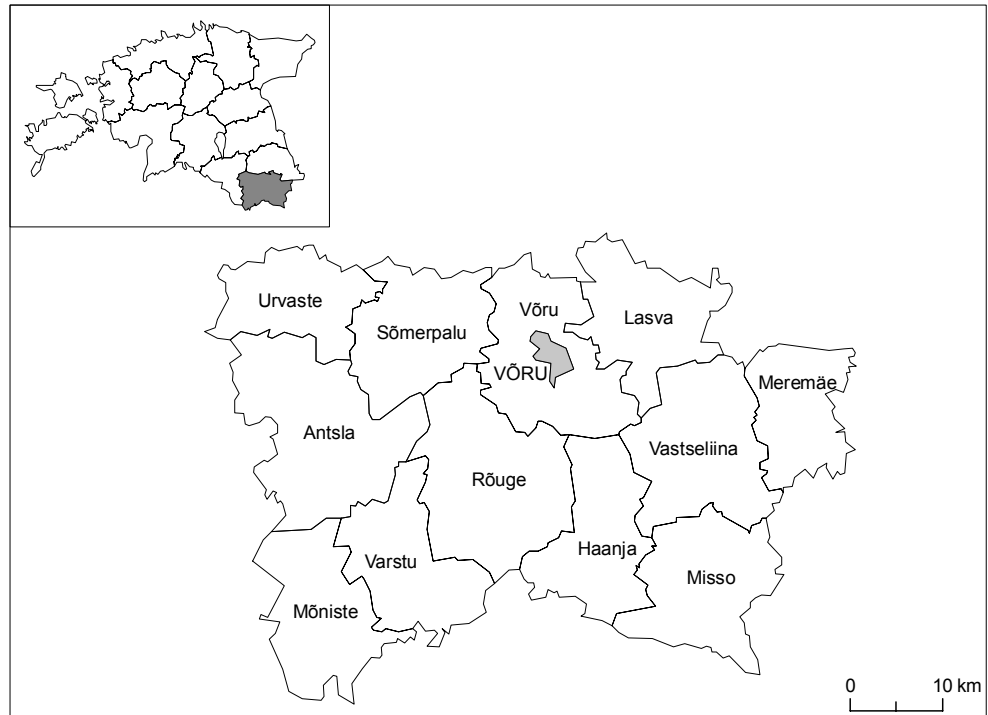 Urvaste
Sõmerpalu
Võru
Lasva
VÕRU
Meremäe
Antsla
Vastseliina
Rõuge
Varstu
Haanja
Misso
Mõniste
0 10 km